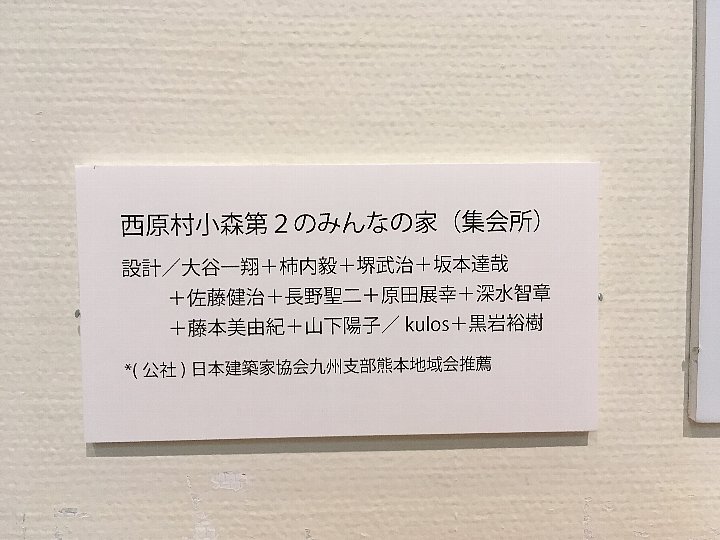 西原村小森第２のみんなの家（集会所）
設計／大谷一翔＋柿内毅＋堺武治＋坂本達哉
＋佐藤健治＋長野聖二＋原田展幸＋深水智章
＋藤本美由紀＋山下陽子／kulos＋黒岩裕樹
*(公社)日本建築家協会九州支部熊本地域会推薦